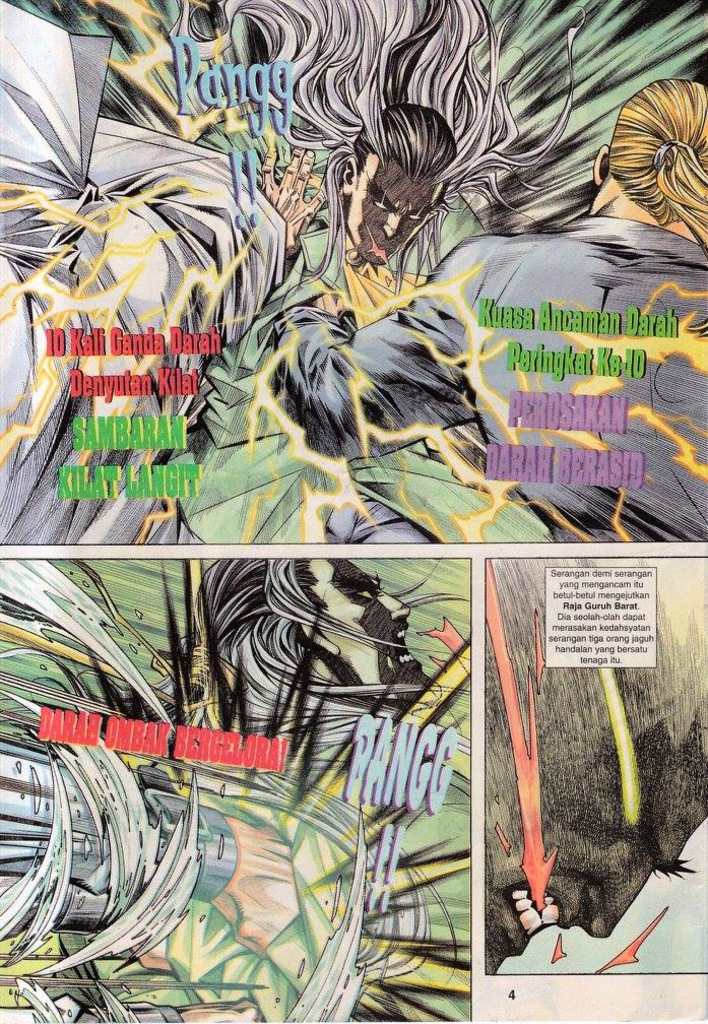 Pangg
!!
10 Kali Ganda Darah
Denyutan Kilat
SAMBARAN
KILAT LANGIT
Kuasa Ancaman Darah
Peringkat Ke-10
PEROSAKAN
DARAH BERASID
DARAH OMBAK BERGELORA!
PANGG
!!
Serangan demi serangan
yang mengancam itu
betul-betul mengejutkan
Raja Guruh Barat.
Dia seolah-olah dapat
merasakan kedahsyatan
serangan tiga orang jaguh
handalan yang bersatu
tenaga itu.
4